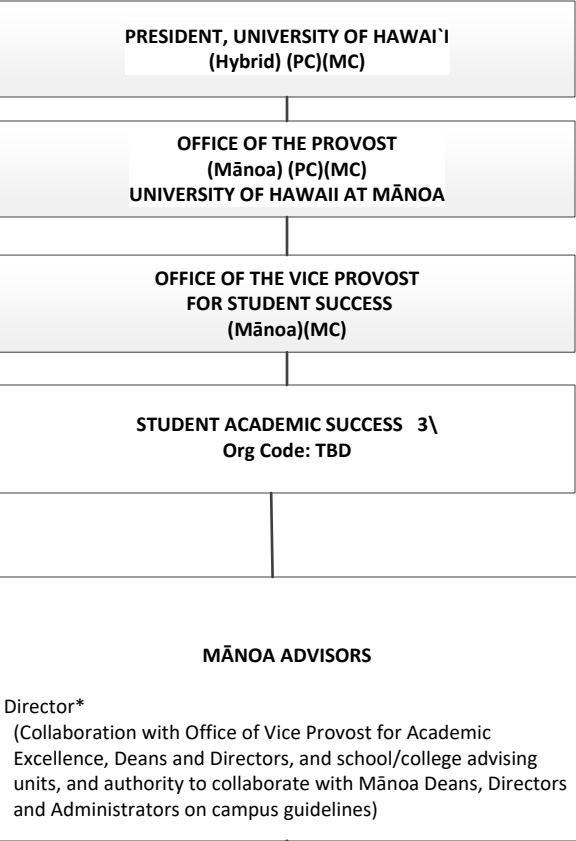 PRESIDENT, UNIVERSITY OF HAWAI`I
(Hybrid) (PC)(MC)
OFFICE OF THE PROVOST
(Mānoa) (PC)(MC)
UNIVERSITY OF HAWAII AT MĀNOA
OFFICE OF THE VICE PROVOST
FOR STUDENT SUCCESS
(Mānoa)(MC)
STUDENT ACADEMIC SUCCESS 3\
Org Code: TBD
MĀNOA ADVISORS
Director*
(Collaboration with Office of Vice Provost for Academic
Excellence, Deans and Directors, and school/college advising
units, and authority to collaborate with Mānoa Deans, Directors
and Administrators on campus guidelines)